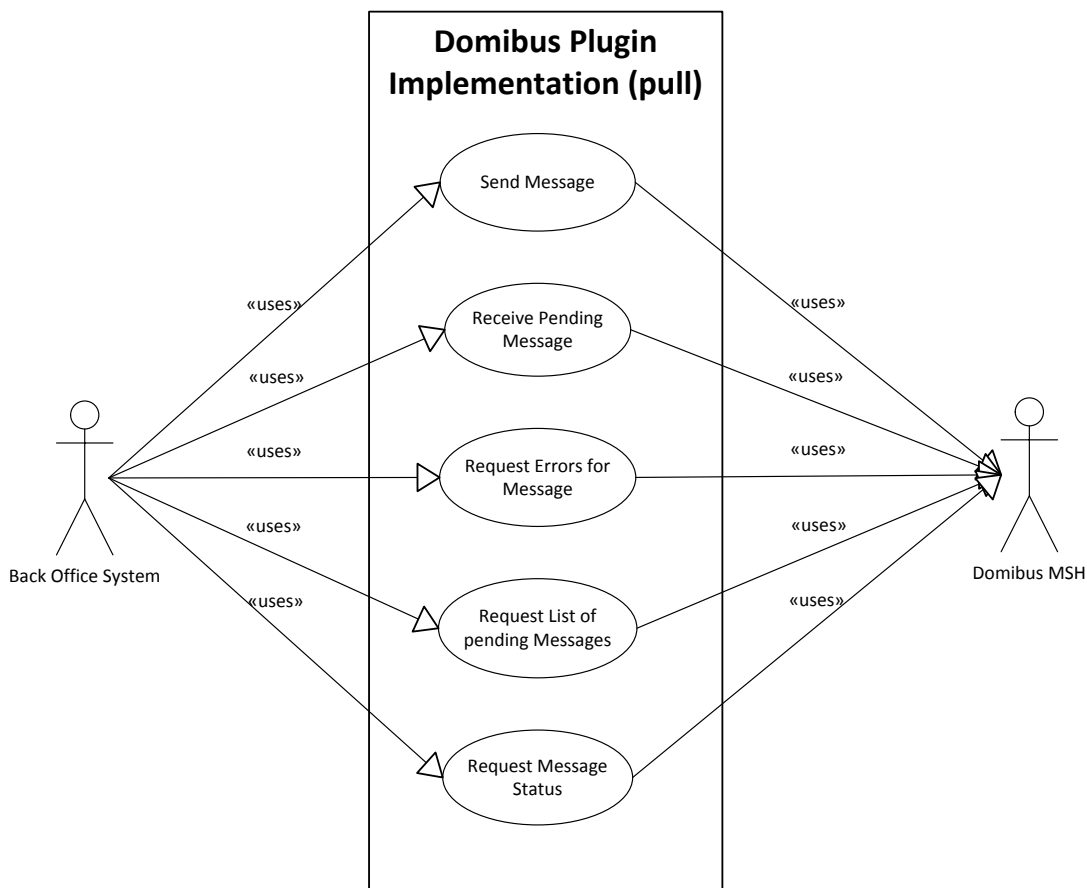 Domibus Plugin
Implementation (pull)
Send Message
«uses»
«uses»
Receive Pending
Message
«uses»
«uses»
«uses»
Request Errors for
Message
«uses»
Back Office System
Domibus MSH
«uses»
Request List of
pending Messages
«uses»
«uses»
«uses»
Request Message
Status